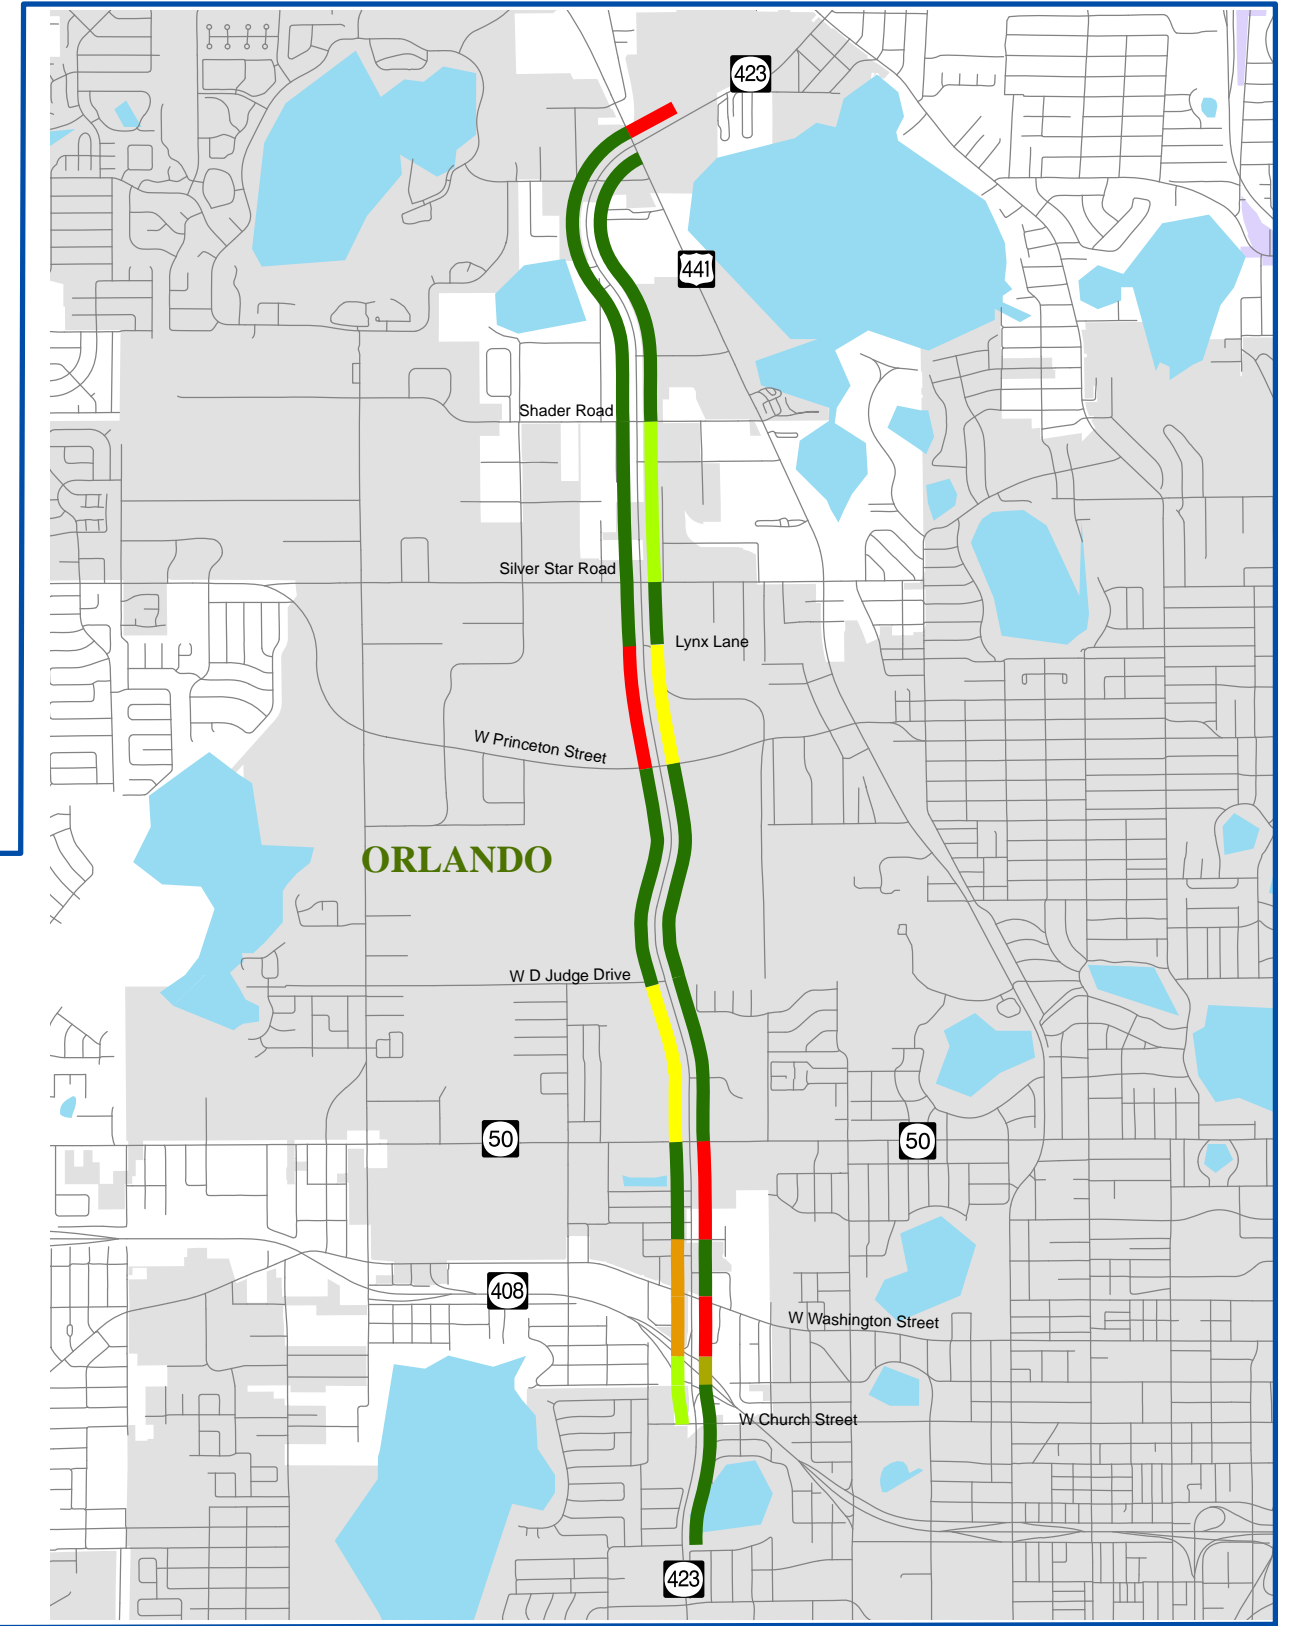 423
441
Shader Road
Silver Star Road
Lynx Lane
W Princeton Street
ORLANDO
W D Judge Drive
50
50
408
W Washington Street
W Church Street
423